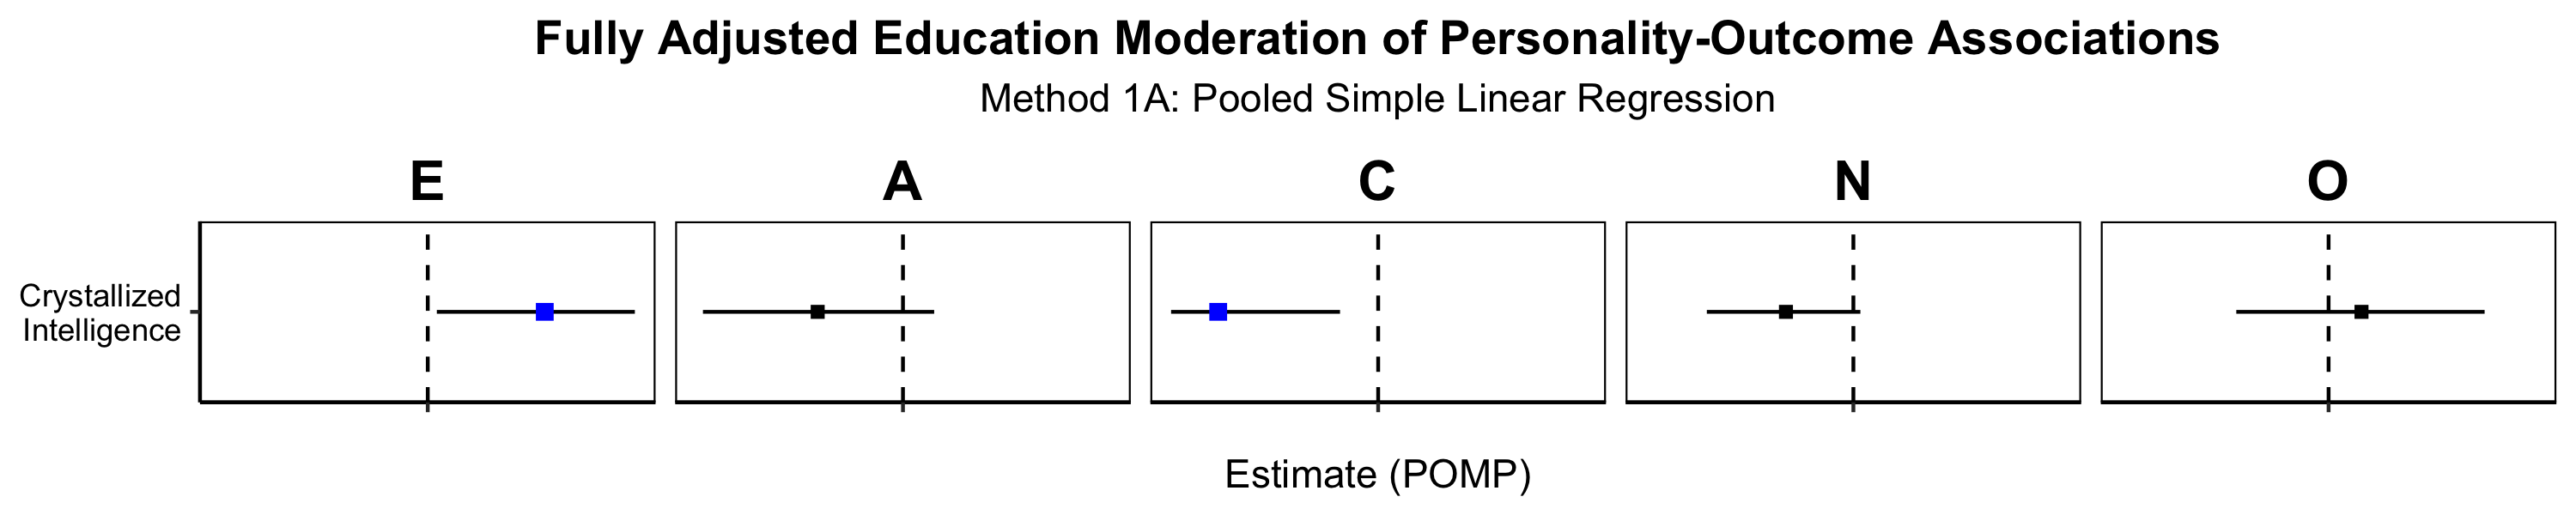 Fully Adjusted Education Moderation of Personality-Outcome Associations
Method 1A: Pooled Simple Linear Regression
E
A
C
N
O
Crystallized
Intelligence
Estimate (POMP)